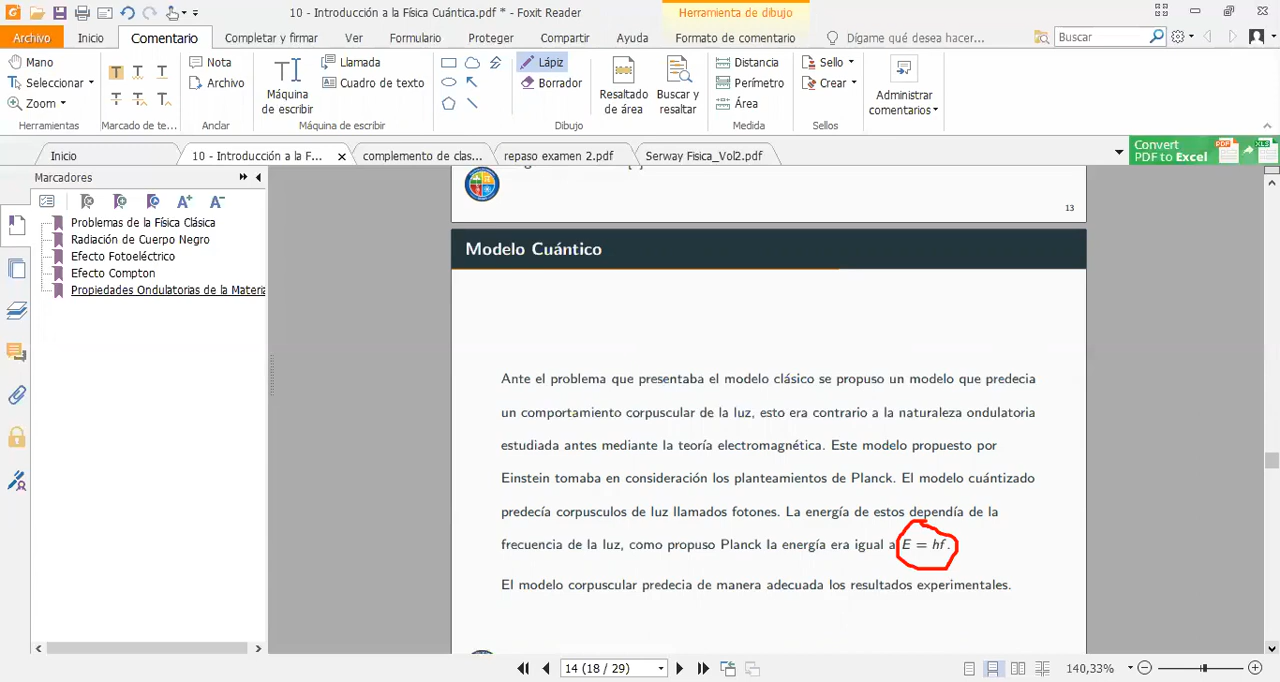 10 - Introducción a la Física Cuántica.pdf * - Foxit Reader
Herramienta de dibujo
Archivo
Inicio
Comentario
Completar y firmar
Ver
Formulario
Proteger
Compartir
Ayuda
Formato de comentario
Dígame qué desea hacer...
Buscar
Mano
Seleccionar
Zoom
Herramientas
T T T
T T T
Marcado de te...
Nota
Archivo
Anclar
Máquina
de escribir
Llamada
Cuadro de texto
Máquina de escribir
Lápiz
Borrador
Dibujo
Resaltado
de área
Buscar y
resaltar
Distancia
Perímetro
Área
Medida
Sello
Crear
Sellos
Administrar
comentarios
Inicio
10 - Introducción a la F...
complemento de clas...
repaso examen 2.pdf
Serway Fisica_Vol2.pdf
Convert
PDF to Excel
PDF
XLS
Marcadores
Problemas de la Física Clásica
Radiación de Cuerpo Negro
Efecto Fotoeléctrico
Efecto Compton
Propiedades Ondulatorias de la Materia
13
Modelo Cuántico
Ante el problema que presentaba el modelo clásico se propuso un modelo que predecia
un comportamiento corpuscular de la luz, esto era contrario a la naturaleza ondulatoria
estudiada antes mediante la teoría electromagnética. Este modelo propuesto por
Einstein tomaba en consideración los planteamientos de Planck. El modelo cuántizado
predecía corpusculos de luz llamados fotones. La energía de estos dependía de la
frecuencia de la luz, como propuso Planck la energía era igual a E = hf.
El modelo corpuscular predecia de manera adecuada los resultados experimentales.
14 (18 / 29)
140,33%